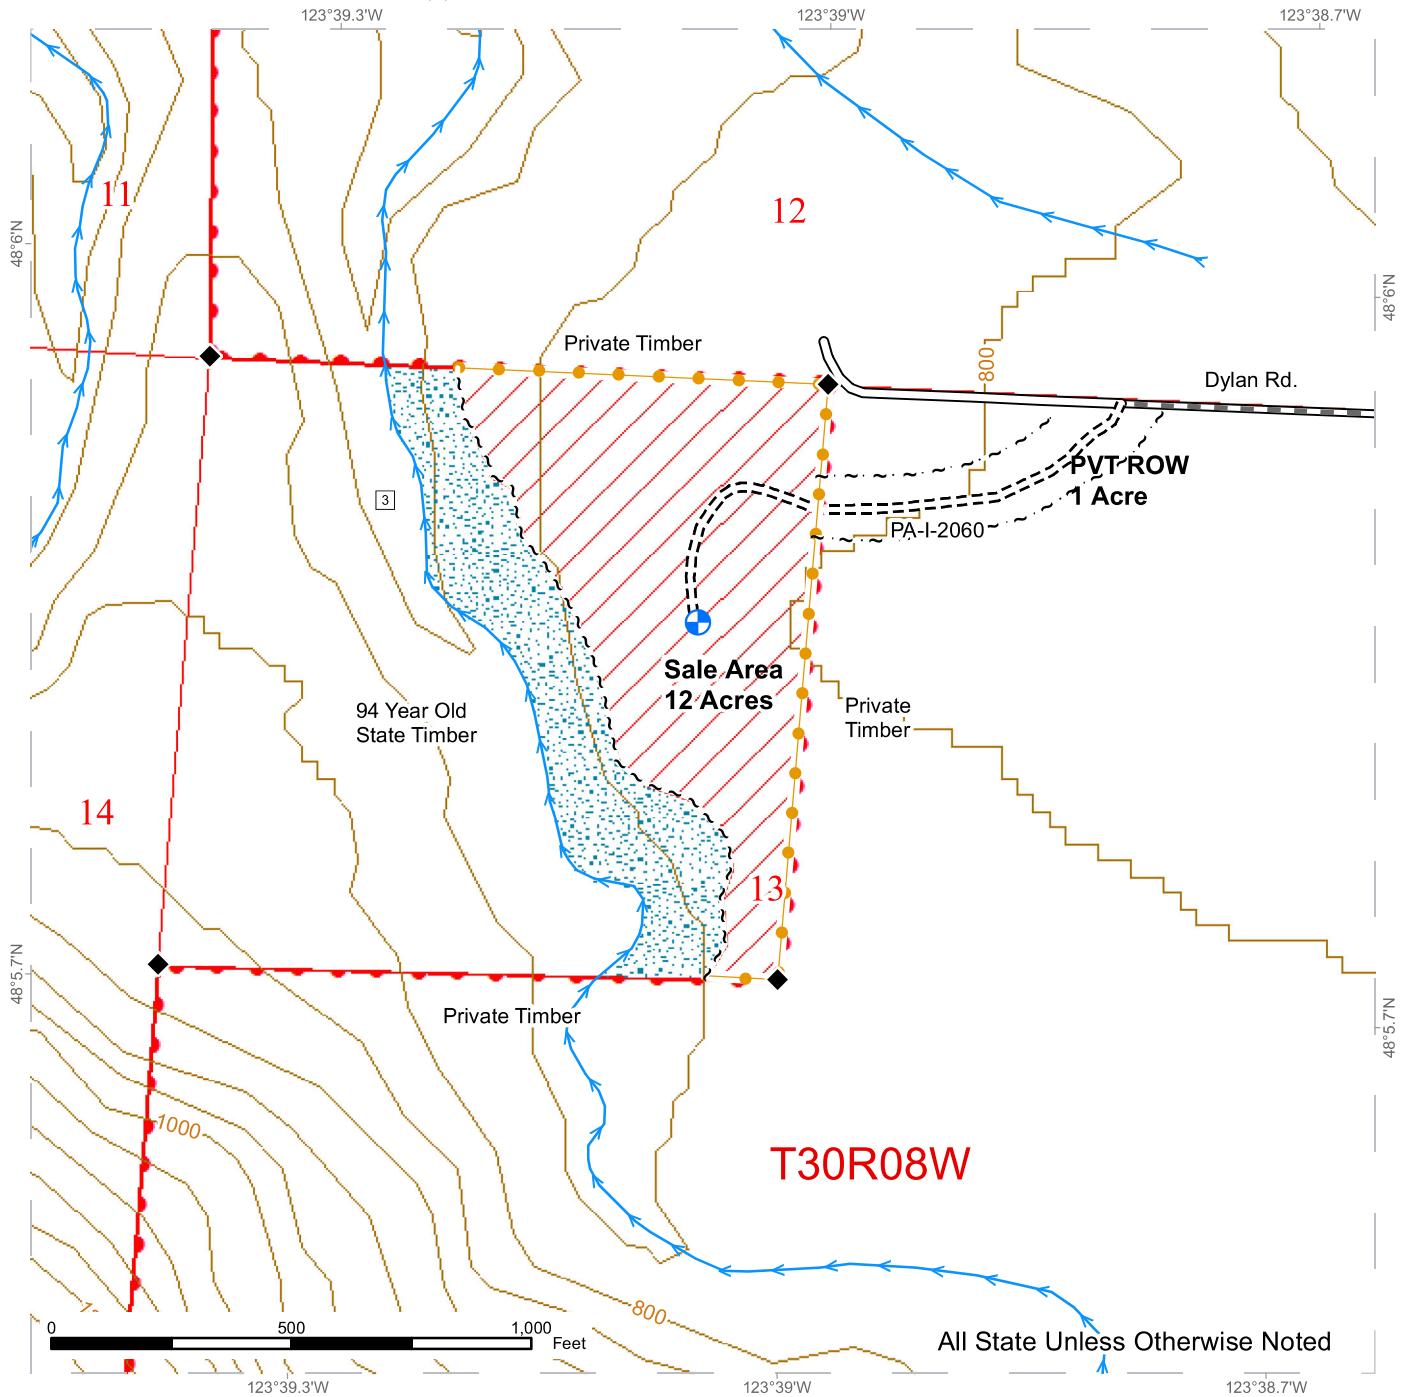 123°39.3'W
123°39'W
123°38.7'W
11
12
48°6'N
48°6'N
Private Timber
800
Dylan Rd.
PVT ROW
1 Acre
3
PA-I-2060
Sale Area
12 Acres
94 Year Old
State Timber
Private
Timber
14
13
48°5.7'N
48°5.7'N
Private Timber
1000
T30R08W
800
0
500
1,000
Feet
All State Unless Otherwise Noted
123°39.3'W
123°39'W
123°38.7'W